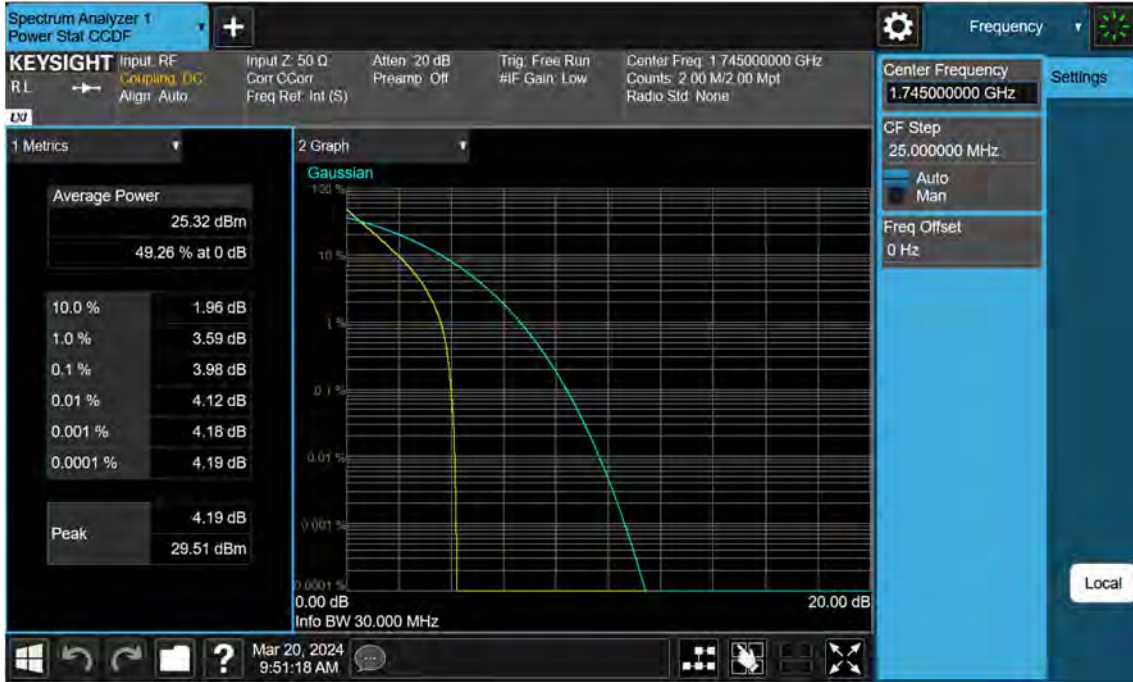 Spectrum Analyzer 1
Power Stat CCDF
Frequency
KEYSIGHT
R L
LXI
Input: RF
Coupling: DC
Align: Auto
Input Z: 50 Ω
Corr CCorr
Freq Ref: Int (S)
Atten: 20 dB
Preamp: Off
Trig: Free Run
#IF Gain: Low
Center Freq: 1.745000000 GHz
Counts: 2.00 M/2.00 Mpt
Radio Std: None
Center Frequency
1.745000000 GHz
Settings
CF Step
25.000000 MHz
Auto
Man
Freq Offset
0 Hz
1 Metrics
Average Power
25.32 dBm
49.26 % at 0 dB
10.0 % 1.96 dB
1.0 % 3.59 dB
0.1 % 3.98 dB
0.01 % 4.12 dB
0.001 % 4.18 dB
0.0001 % 4.19 dB
Peak
4.19 dB
29.51 dBm
2 Graph
Gaussian
100 %
10 %
1 %
0.1 %
0.01 %
0.001 %
0.0001 %
0.00 dB 20.00 dB
Info BW 30.000 MHz
Local
?
Mar 20, 2024
9:51:18 AM